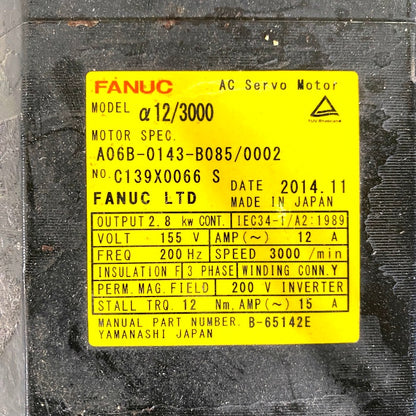 FANUC AC Servo Motor
MODEL α12/3000
TÜV Rheinland
MOTOR SPEC.
A06B-0143-B085/0002
NO. C139X0066 S DATE 2014.11
FANUC LTD MADE IN JAPAN
OUTPUT 2.8 kW CONT. IEC34-1/A2:1989
VOLT 155 V AMP(~) 12 A
FREQ 200 Hz SPEED 3000 /min
INSULATION F 3 PHASE WINDING CONN.Y
PERM.MAG.FIELD 200 V INVERTER
STALL TRQ. 12 Nm. AMP(~) 15 A
MANUAL PART NUMBER. B-65142E
YAMANASHI JAPAN